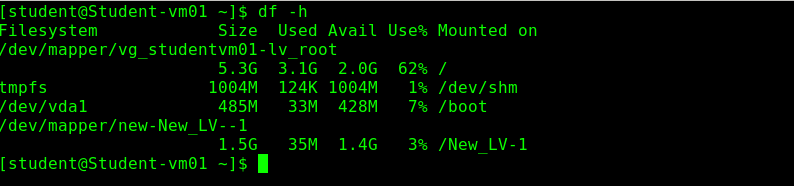 [student@Student-vm01 ~]$ df -h
Filesystem            Size  Used Avail Use% Mounted on
/dev/mapper/vg_studentvm01-lv_root
                      5.3G  3.1G  2.0G  62% /
tmpfs                1004M  124K 1004M   1% /dev/shm
/dev/vda1             485M   33M  428M   7% /boot
/dev/mapper/new-New_LV--1
                      1.5G   35M  1.4G   3% /New_LV-1
[student@Student-vm01 ~]$